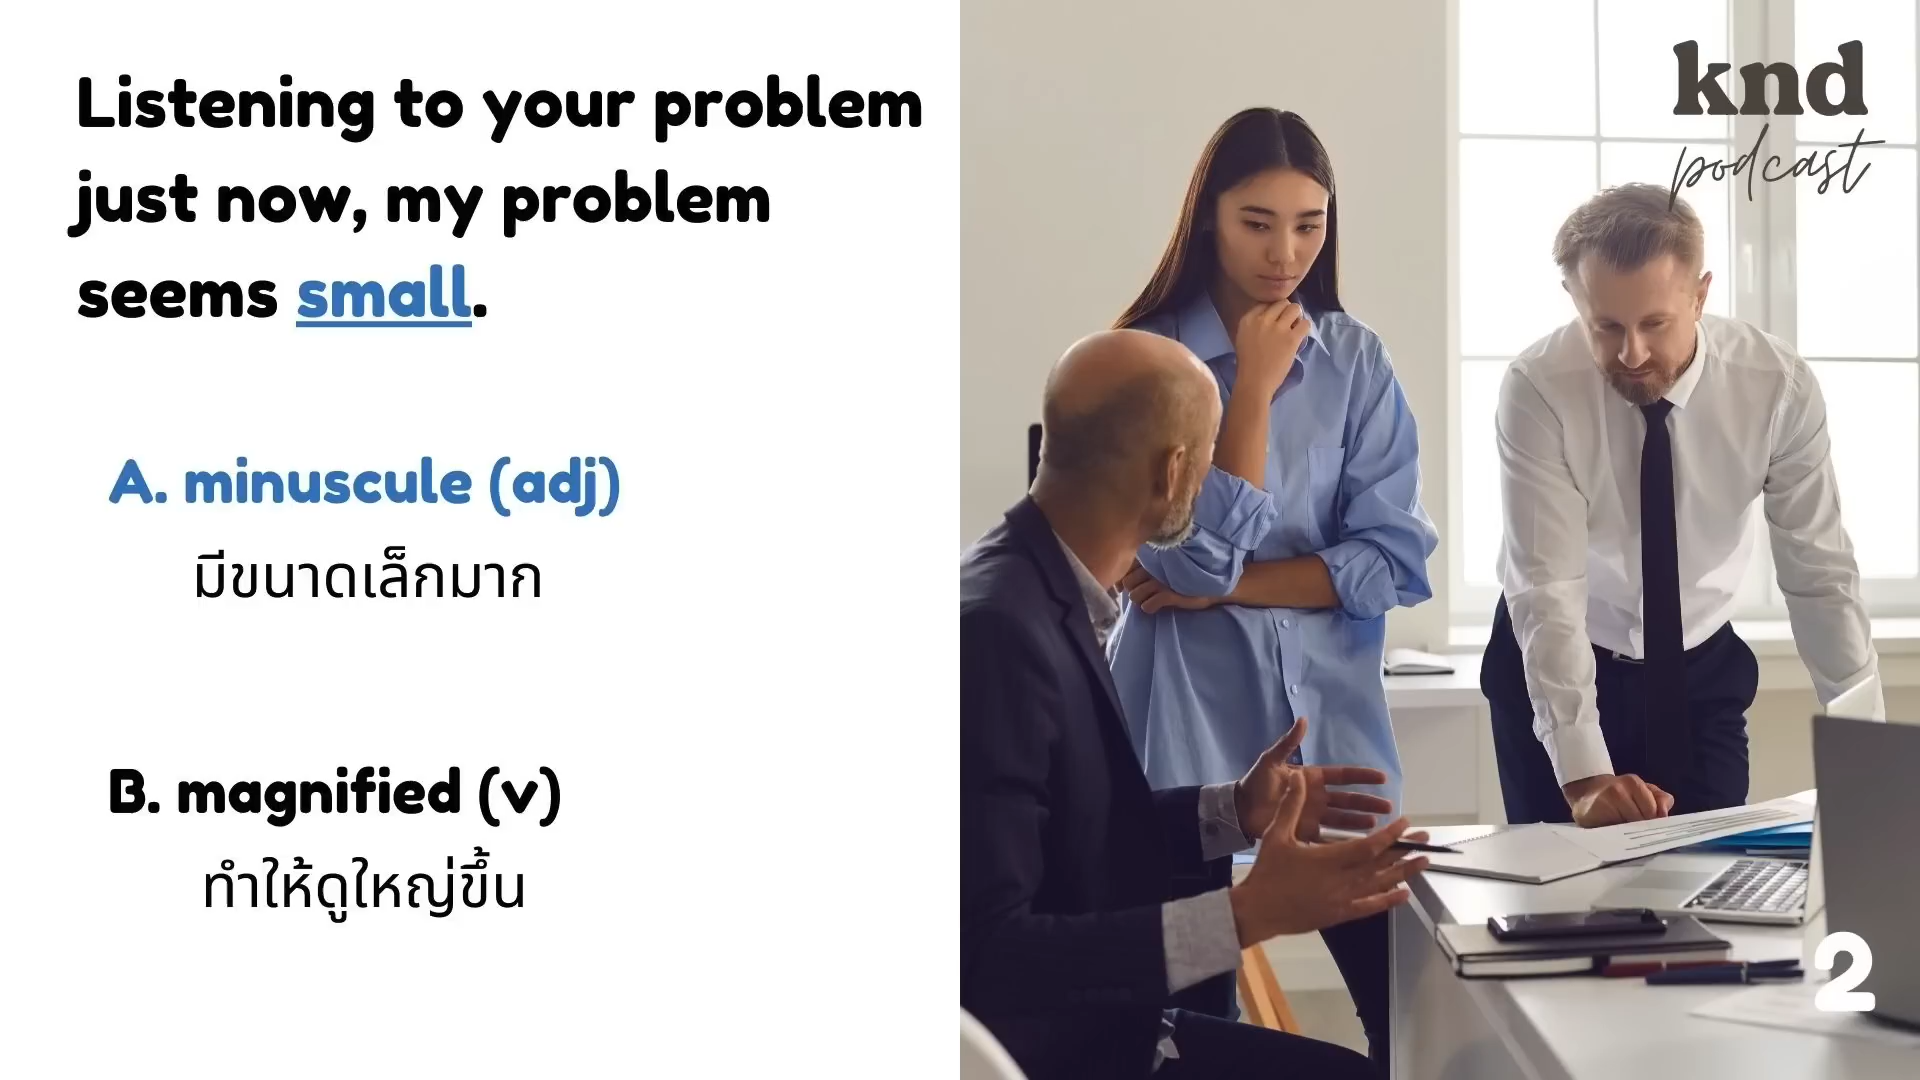 Listening to your problem
just now, my problem
seems small.
A. minuscule (adj)
มีขนาดเล็กมาก
B. magnified (v)
ทำให้ดูใหญ่ขึ้น
knd
podcast
2